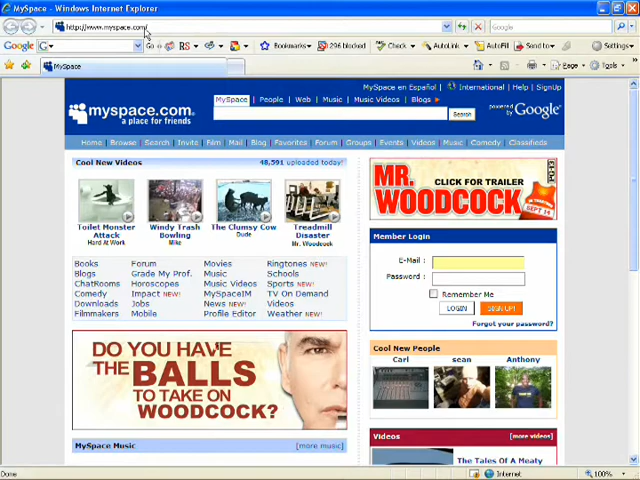 MySpace - Windows Internet Explorer
http://www.myspace.com/
Google
Google
Go
RS
Bookmarks
296 blocked
Check
AutoLink
AutoFill
Send to
Settings
MySpace
Page
Tools
MySpace en Español | International | Help | SignUp
myspace.com
a place for friends
MySpace | People | Web | Music | Music Videos | Blogs
Search
powered by Google
Home | Browse | Search | Invite | Film | Mail | Blog | Favorites | Forum | Groups | Events | Videos | Music | Comedy | Classifieds
Cool New Videos
48,591 uploaded today!
Toilet Monster Attack
Hard At Work
Windy Trash Bowling
Mike
The Clumsy Cow
Dude
Treadmill Disaster
Mr. Woodcock
Books
Blogs
ChatRooms
Comedy
Downloads
Filmmakers
Forum
Grade My Prof.
Horoscopes
Impact NEW!
Jobs
Mobile
Movies
Music
Music Videos
MySpaceIM
News NEW!
Profile Editor
Ringtones NEW!
Schools
Sports NEW!
TV On Demand
Videos
Weather NEW!
DO YOU HAVE
THE BALLS
TO TAKE ON
WOODCOCK?
MySpace Music
[more music]
MR.
WOODCOCK
CLICK FOR TRAILER
PG-13
SEPT 14
Member Login
E-Mail :
Password :
Remember Me
LOGIN
SIGN UP!
Forgot your password?
Cool New People
Carl
sean
Anthony
Videos
[more videos]
The Tales Of A Meaty
Done
Internet
100%